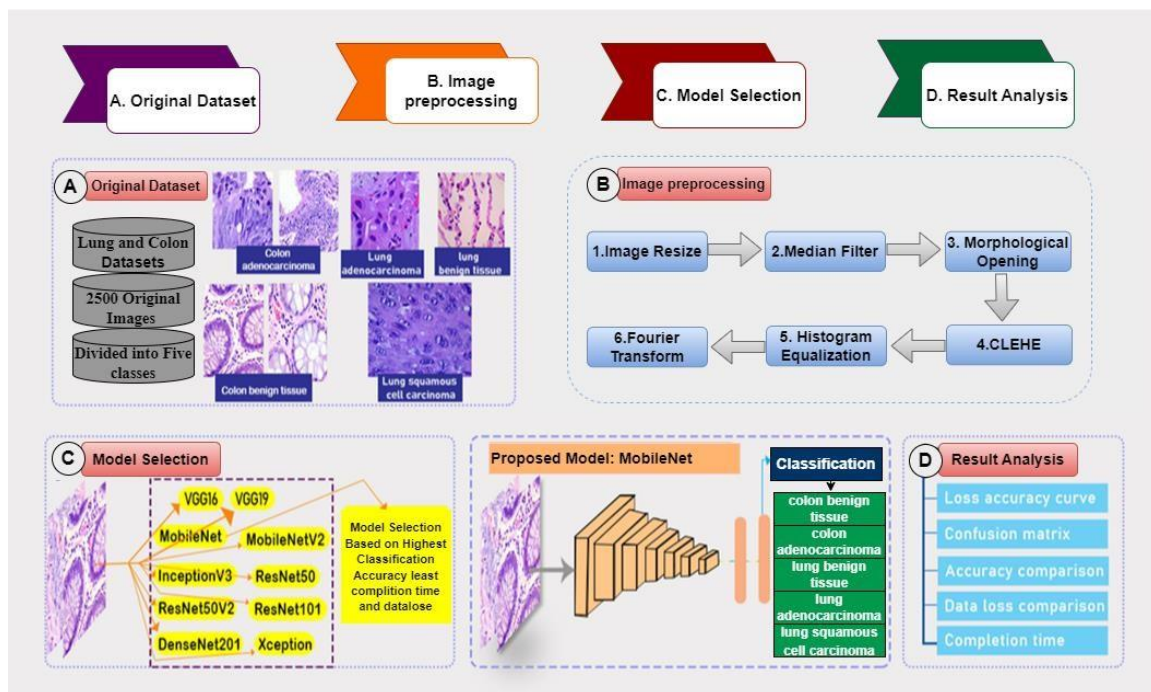 A. Original Dataset
B. Image
preprocessing
C. Model Selection
D. Result Analysis
A
Original Dataset
Lung and Colon
Datasets
2500 Original
Images
Divided into Five
classes
Colon
adenocarcinoma
Lung
adenocarcinoma
lung
benign tissue
Colon benign tissue
Lung squamous
cell carcinoma
B
Image preprocessing
1.Image Resize
2.Median Filter
3. Morphological
Opening
4.CLEHE
5. Histogram
Equalization
6.Fourier
Transform
C
Model Selection
VGG16
VGG19
MobileNet
MobileNetV2
InceptionV3
ResNet50
ResNet50V2
ResNet101
DenseNet201
Xception
Model Selection
Based on Highest
Classification
Accuracy least
complition time
and datalose
Proposed Model: MobileNet
Classification
colon benign
tissue
colon
adenocarcinoma
lung benign
tissue
lung
adenocarcinoma
lung squamous
cell carcinoma
D
Result Analysis
Loss accuracy curve
Confusion matrix
Accuracy comparison
Data loss comparison
Completion time